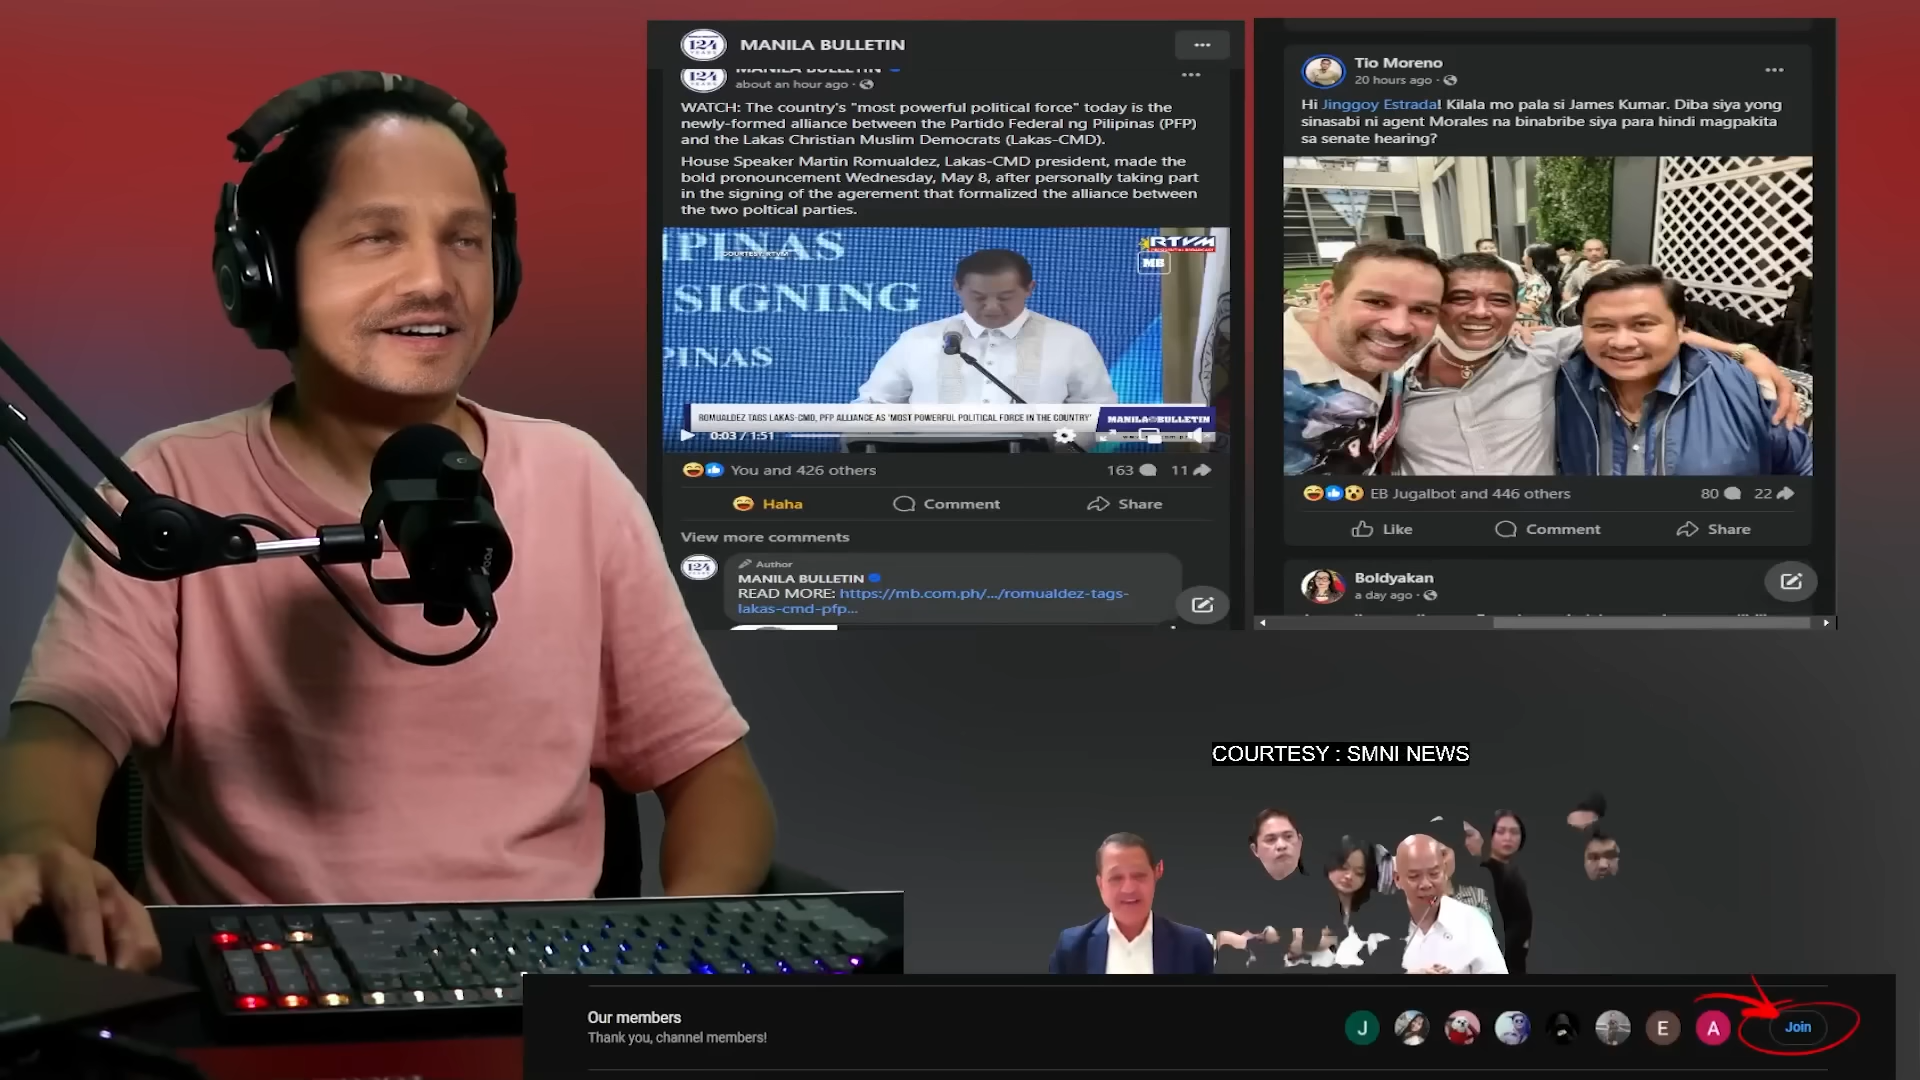 124
MANILA BULLETIN
124
MANILA BULLETIN
about an hour ago ·
WATCH: The country's "most powerful political force" today is the
newly-formed alliance between the Partido Federal ng Pilipinas (PFP)
and the Lakas Christian Muslim Democrats (Lakas-CMD).
House Speaker Martin Romualdez, Lakas-CMD president, made the
bold pronouncement Wednesday, May 8, after personally taking part
in the signing of the agerement that formalized the alliance between
the two poltical parties.
IPINAS
COURTESY: RTVM
RTVM
MB
SIGNING
PINAS
ROMUALDEZ TAGS LAKAS-CMD, PFP ALLIANCE AS 'MOST POWERFUL POLITICAL FORCE IN THE COUNTRY'
MANILA BULLETIN
0:03 / 1:51
You and 426 others
163
11
Haha
Comment
Share
View more comments
124
Author
MANILA BULLETIN
READ MORE: https://mb.com.ph/.../romualdez-tags-
lakas-cmd-pfp...
Tio Moreno
20 hours ago ·
Hi Jinggoy Estrada! Kilala mo pala si James Kumar. Diba siya yong
sinasabi ni agent Morales na binabribe siya para hindi magpakita
sa senate hearing?
EB Jugalbot and 446 others
80
22
Like
Comment
Share
Boldyakan
a day ago ·
COURTESY : SMNI NEWS
Our members
Thank you, channel members!
J
E
A
Join